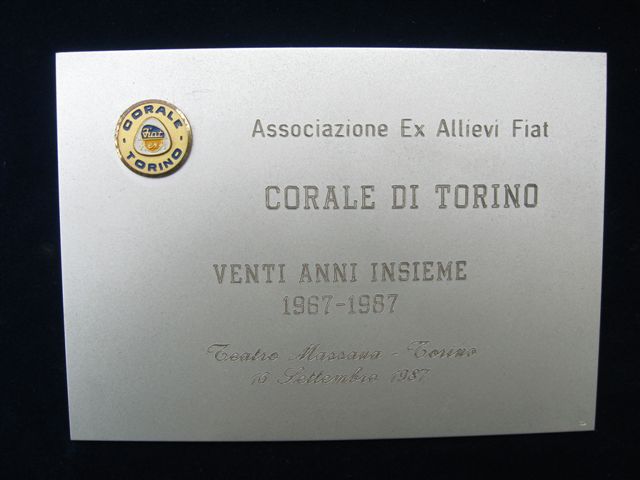 CORALE
Fiat
TORINO
Associazione Ex Allievi Fiat
CORALE DI TORINO
VENTI ANNI INSIEME
1967-1987
Teatro Massaua - Torino
15 Settembre 1987